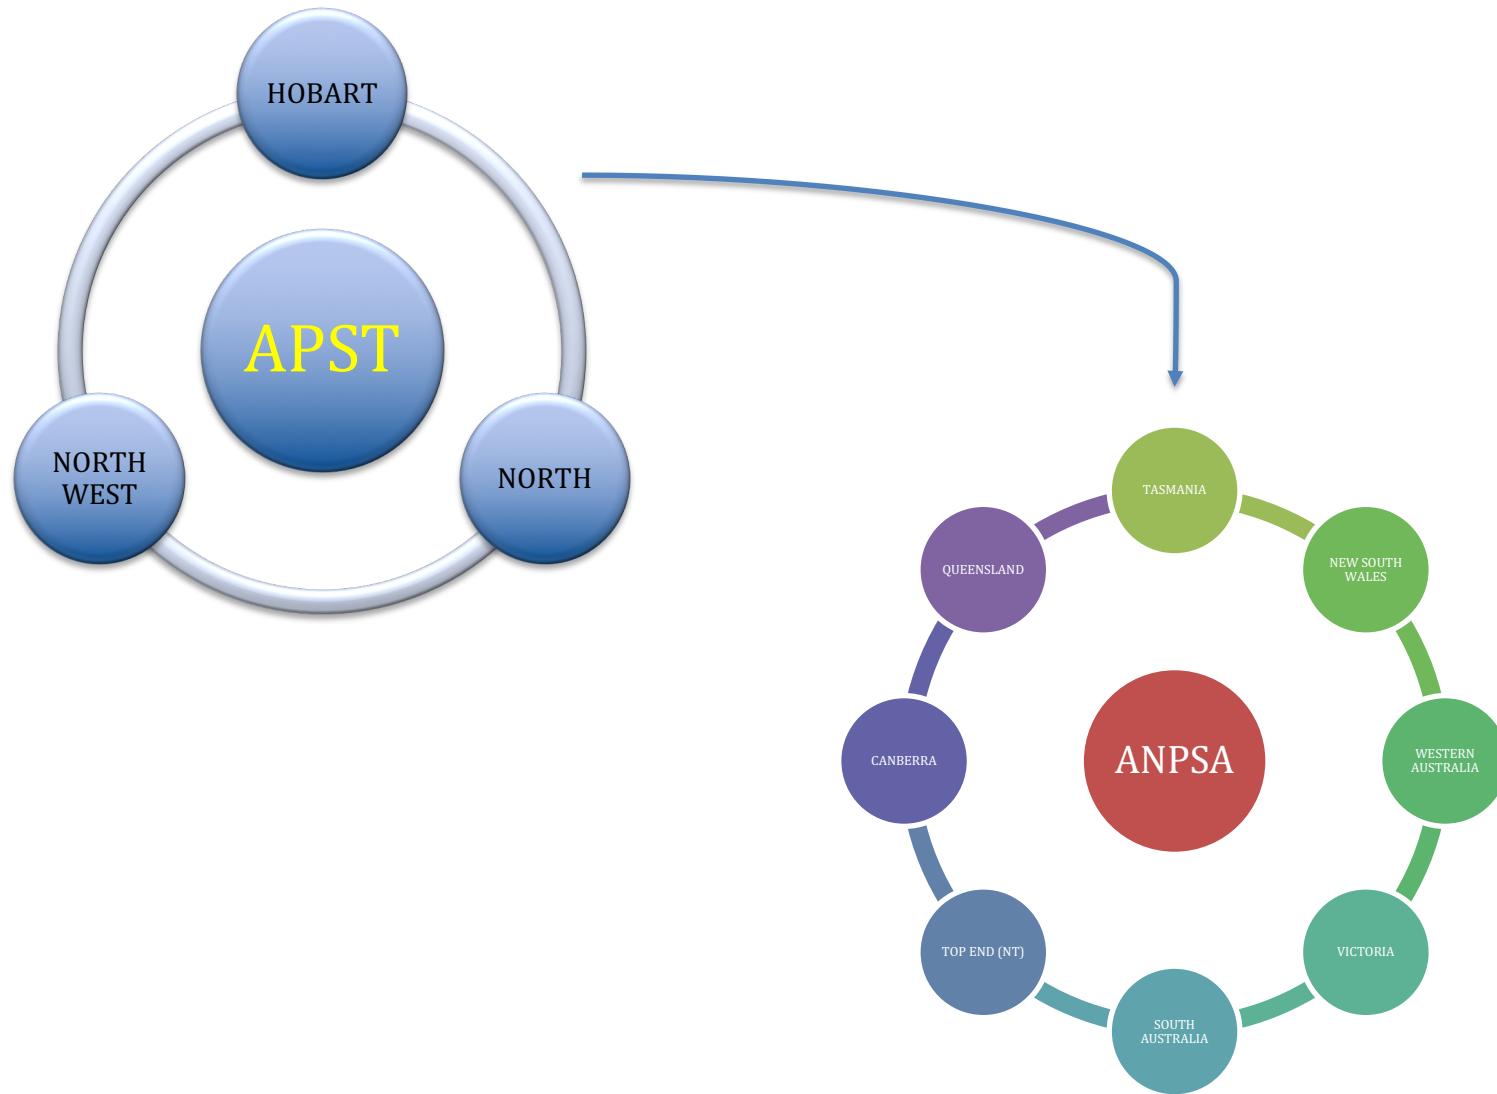 HOBART
APST
NORTH
WEST
NORTH
TASMANIA
QUEENSLAND
NEW SOUTH
WALES
CANBERRA
ANPSA
WESTERN
AUSTRALIA
TOP END (NT)
VICTORIA
SOUTH
AUSTRALIA